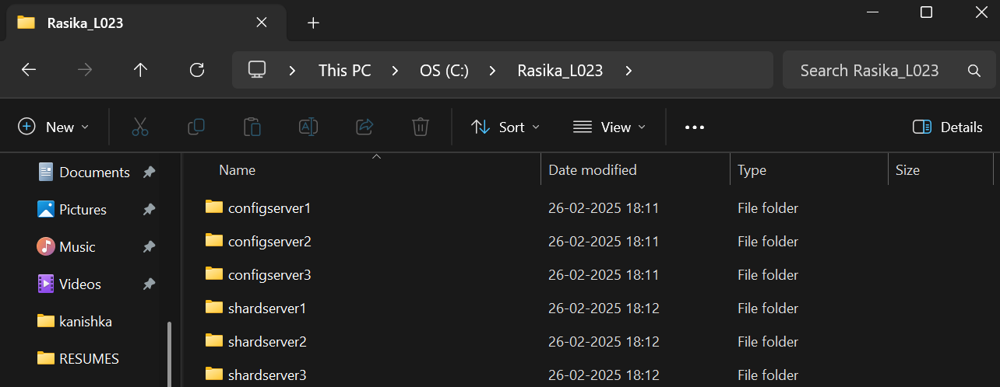 Rasika_L023
This PC OS (C:) Rasika_L023 Search Rasika_L023
New Sort View Details
Documents
Pictures
Music
Videos
kanishka
RESUMES
Name Date modified Type Size
configserver1 26-02-2025 18:11 File folder
configserver2 26-02-2025 18:11 File folder
configserver3 26-02-2025 18:11 File folder
shardserver1 26-02-2025 18:12 File folder
shardserver2 26-02-2025 18:12 File folder
shardserver3 26-02-2025 18:12 File folder